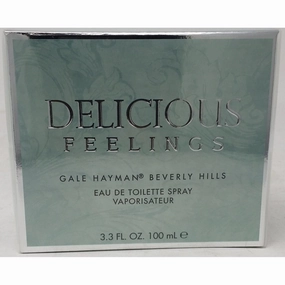 DELICIOUS
FEELINGS
GALE HAYMAN® BEVERLY HILLS
EAU DE TOILETTE SPRAY
VAPORISATEUR
3.3 FL. OZ. 100 mL ℮